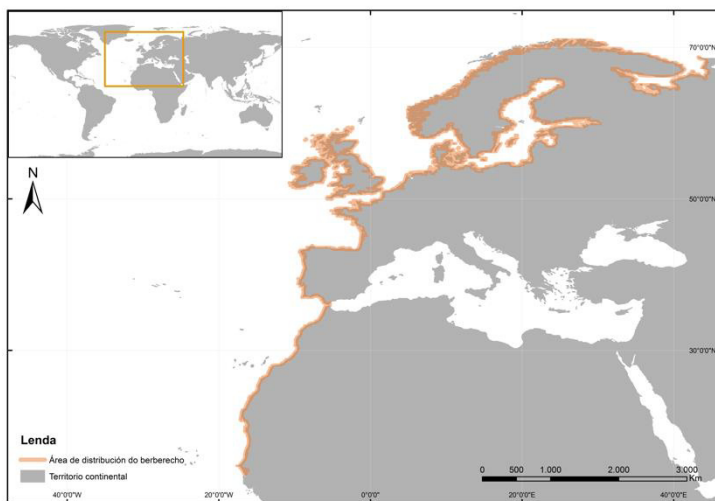 70°0'0"N
N
50°0'0"N
30°0'0"N
Lenda
Área de distribución do berberecho
Territorio continental
0 500 1.000 2.000 3.000
Km
40°0'0"W 20°0'0"W 0°0'0" 20°0'0"E 40°0'0"E